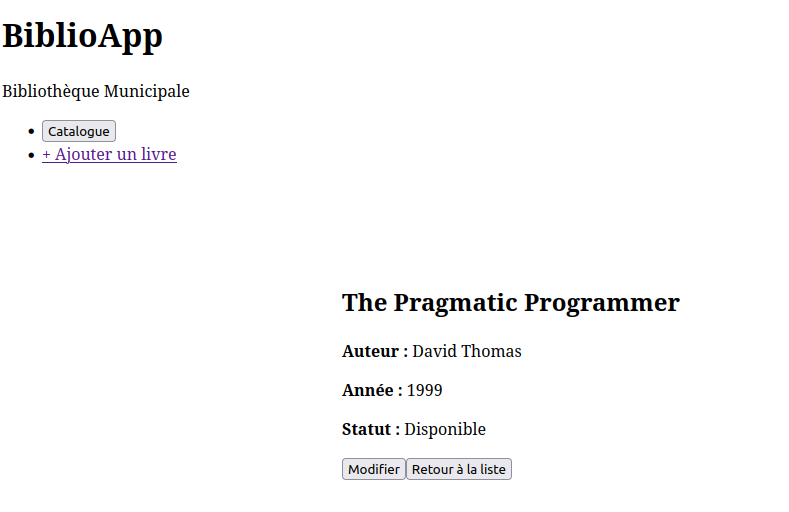 BiblioApp
Bibliothèque Municipale
Catalogue
+ Ajouter un livre
The Pragmatic Programmer
Auteur : David Thomas
Année : 1999
Statut : Disponible
Modifier Retour à la liste